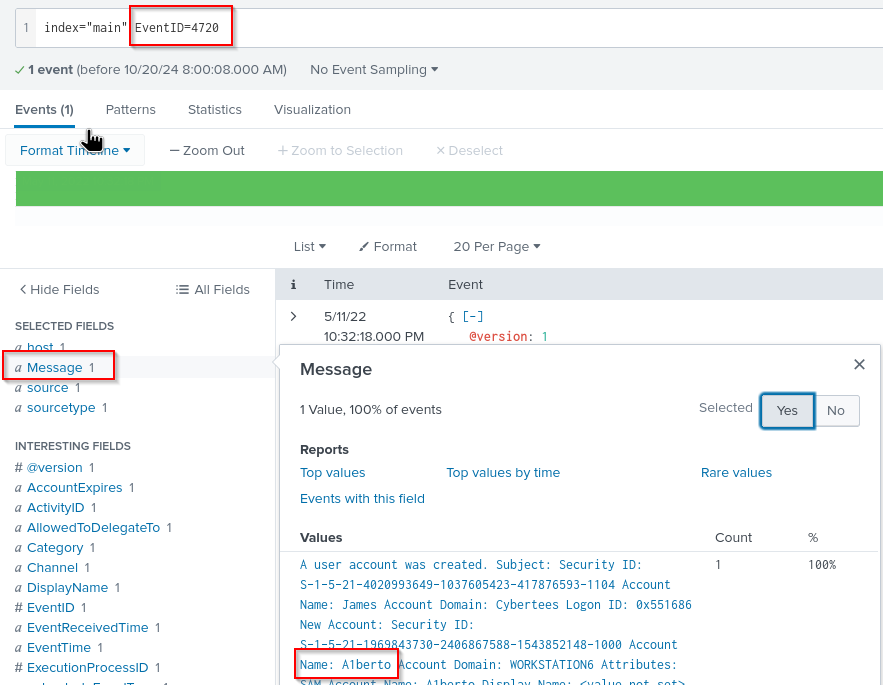 1 index="main" EventID=4720
✓ 1 event (before 10/20/24 8:00:08.000 AM) No Event Sampling ▾
Events (1) Patterns Statistics Visualization
Format Timeline ▾ — Zoom Out + Zoom to Selection × Deselect
List ▾ Format 20 Per Page ▾
< Hide Fields All Fields
i Time Event
SELECTED FIELDS
a host 1
a Message 1
a source 1
a sourcetype 1
INTERESTING FIELDS
# @version 1
a AccountExpires 1
a ActivityID 1
a AllowedToDelegateTo 1
a Category 1
a Channel 1
a DisplayName 1
# EventID 1
a EventReceivedTime 1
a EventTime 1
# ExecutionProcessID 1
> 5/11/22 { [-]
10:32:18.000 PM @version: 1
Message ×
1 Value, 100% of events Selected Yes No
Reports
Top values Top values by time Rare values
Events with this field
Values Count %
A user account was created. Subject: Security ID: 1 100%
S-1-5-21-4020993649-1037605423-417876593-1104 Account
Name: James Account Domain: Cybertees Logon ID: 0x551686
New Account: Security ID:
S-1-5-21-1969843730-2406867588-1543852148-1000 Account
Name: A1berto Account Domain: WORKSTATION6 Attributes:
SAM Account Name: A1berto Display Name: <value not set>